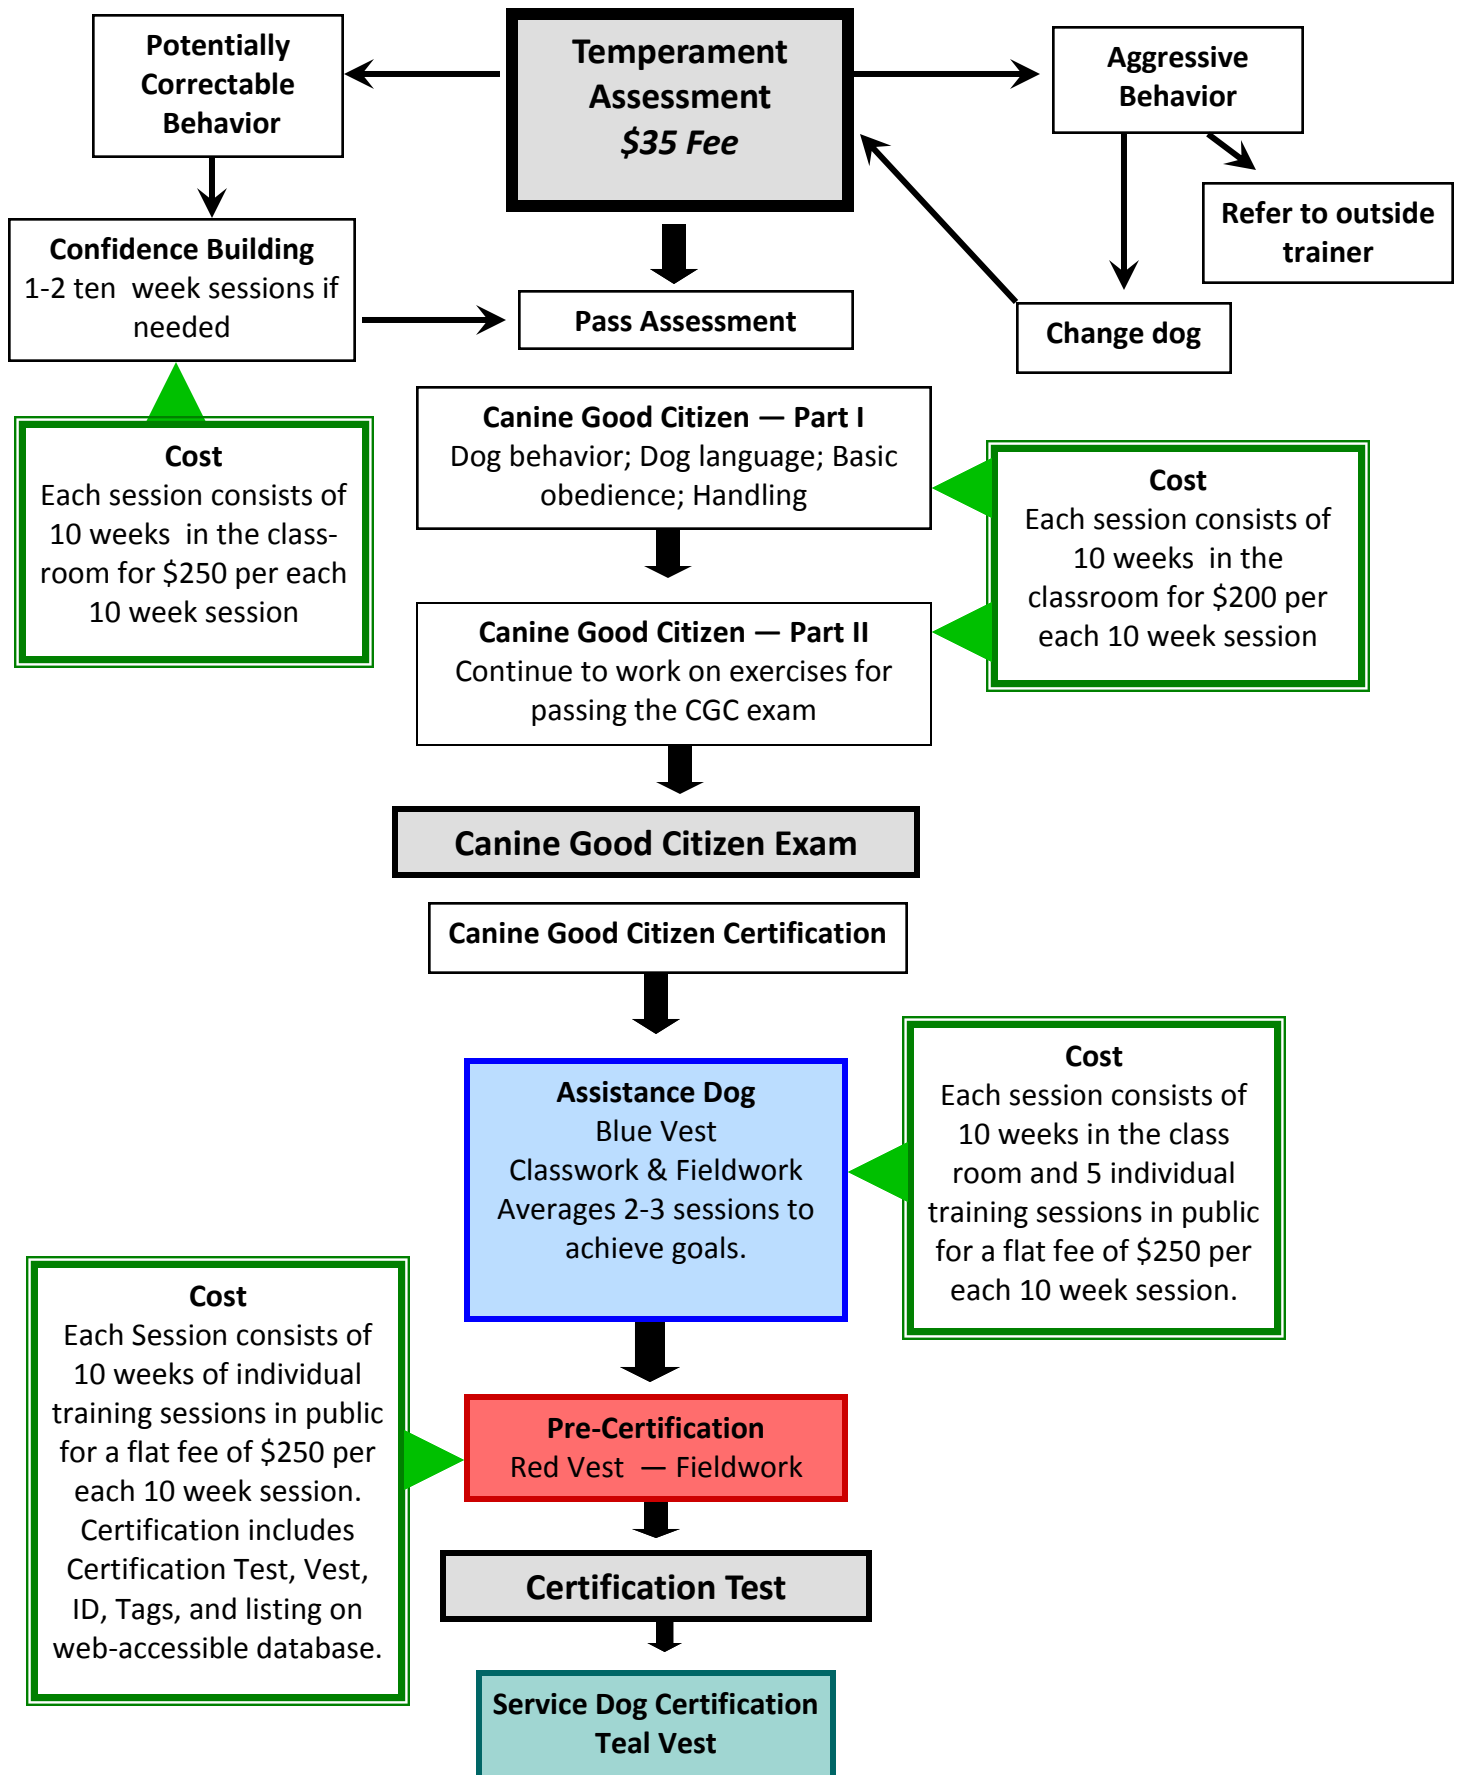 Potentially
Correctable
Behavior
Temperament
Assessment
$35 Fee
Aggressive
Behavior
Refer to outside
trainer
Confidence Building
1-2 ten  week sessions if
needed
Pass Assessment
Change dog
Canine Good Citizen — Part I
Dog behavior; Dog language; Basic
obedience; Handling
Cost
Each session consists of
10 weeks  in the class-
room for $250 per each
10 week session
Cost
Each session consists of
10 weeks  in the
classroom for $200 per
each 10 week session
Canine Good Citizen — Part II
Continue to work on exercises for
passing the CGC exam
Canine Good Citizen Exam
Canine Good Citizen Certification
Assistance Dog
Blue Vest
Classwork & Fieldwork
Averages 2-3 sessions to
achieve goals.
Cost
Each session consists of
10 weeks in the class
room and 5 individual
training sessions in public
for a flat fee of $250 per
each 10 week session.
Cost
Each Session consists of
10 weeks of individual
training sessions in public
for a flat fee of $250 per
each 10 week session.
Certification includes
Certification Test, Vest,
ID, Tags, and listing on
web-accessible database.
Pre-Certification
Red Vest  — Fieldwork
Certification Test
Service Dog Certification
Teal Vest